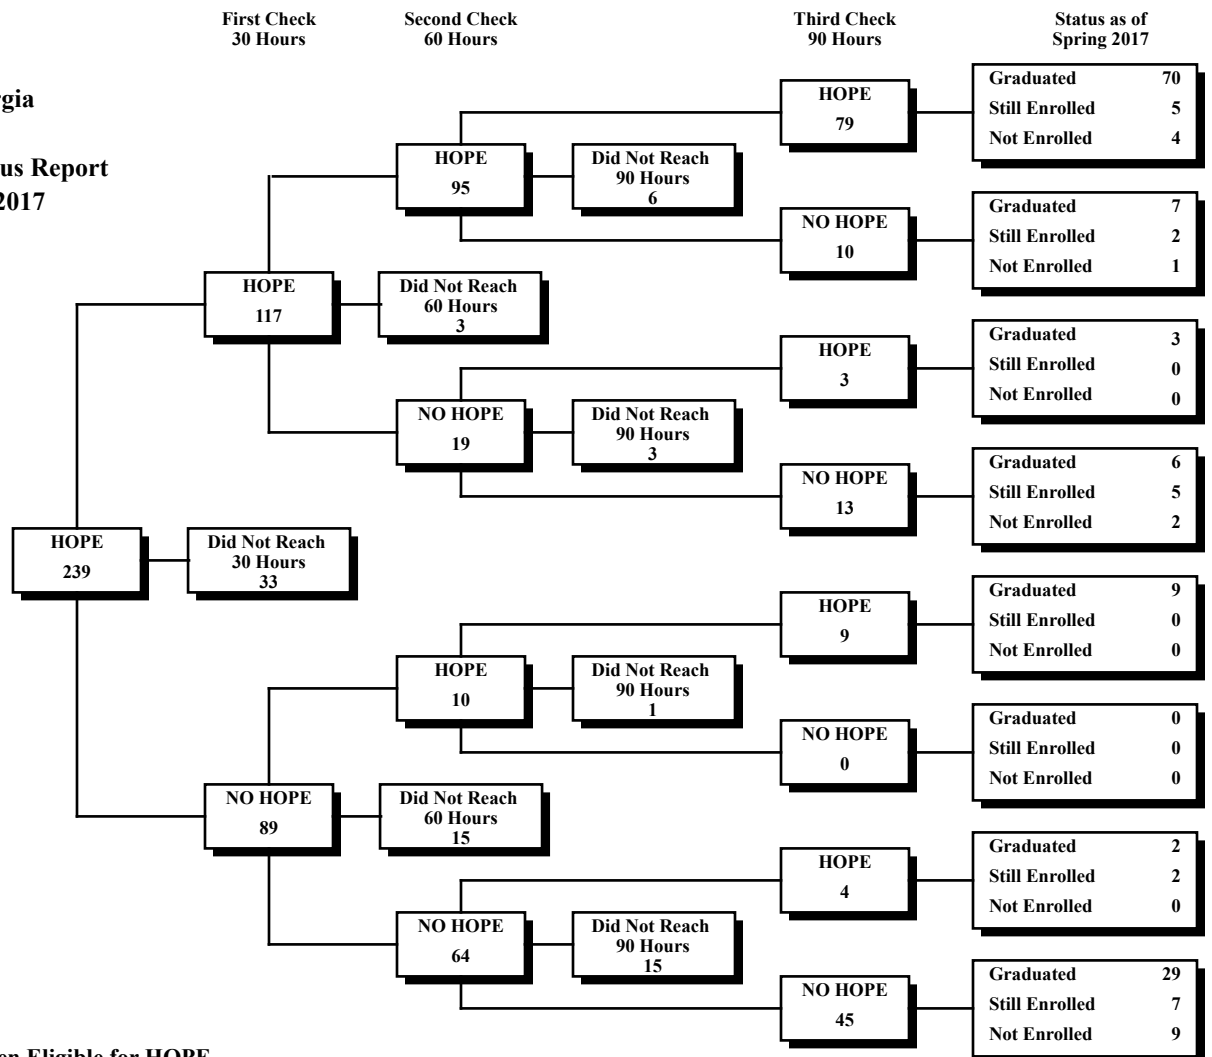 First Check
30 Hours
Second Check
60 Hours
Third Check
90 Hours
Status as of
Spring 2017
rgia
us Report
2017
HOPE
239
Did Not Reach
30 Hours
33
HOPE
117
Did Not Reach
60 Hours
3
NO HOPE
89
Did Not Reach
60 Hours
15
HOPE
95
Did Not Reach
90 Hours
6
NO HOPE
19
Did Not Reach
90 Hours
3
HOPE
10
Did Not Reach
90 Hours
1
NO HOPE
64
Did Not Reach
90 Hours
15
HOPE
79
Graduated 70
Still Enrolled 5
Not Enrolled 4
NO HOPE
10
Graduated 7
Still Enrolled 2
Not Enrolled 1
HOPE
3
Graduated 3
Still Enrolled 0
Not Enrolled 0
NO HOPE
13
Graduated 6
Still Enrolled 5
Not Enrolled 2
HOPE
9
Graduated 9
Still Enrolled 0
Not Enrolled 0
NO HOPE
0
Graduated 0
Still Enrolled 0
Not Enrolled 0
HOPE
4
Graduated 2
Still Enrolled 2
Not Enrolled 0
NO HOPE
45
Graduated 29
Still Enrolled 7
Not Enrolled 9
en Eligible for HOPE